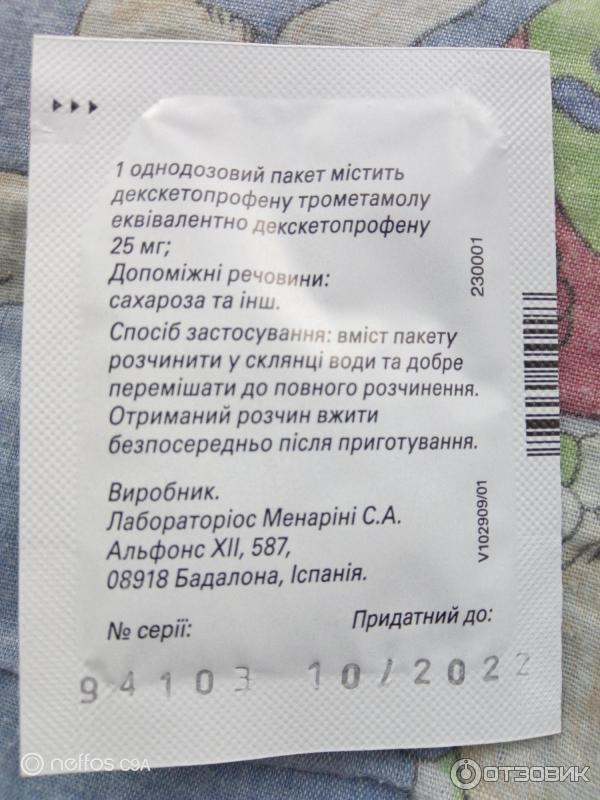 1 однодозовий пакет містить
декскетопрофену трометамолу
еквівалентно декскетопрофену
25 мг;
Допоміжні речовини:
сахароза та інш.
Спосіб застосування: вміст пакету
розчинити у склянці води та добре
перемішати до повного розчинення.
Отриманий розчин вжити
безпосередньо після приготування.
Виробник.
Лабораторіос Менаріні С.А.
Альфонс XII, 587,
08918 Бадалона, Іспанія.
№ серії: Придатний до:
94103 10/2022
230001
V102909/01
neffos C9A
ОТЗОВИК